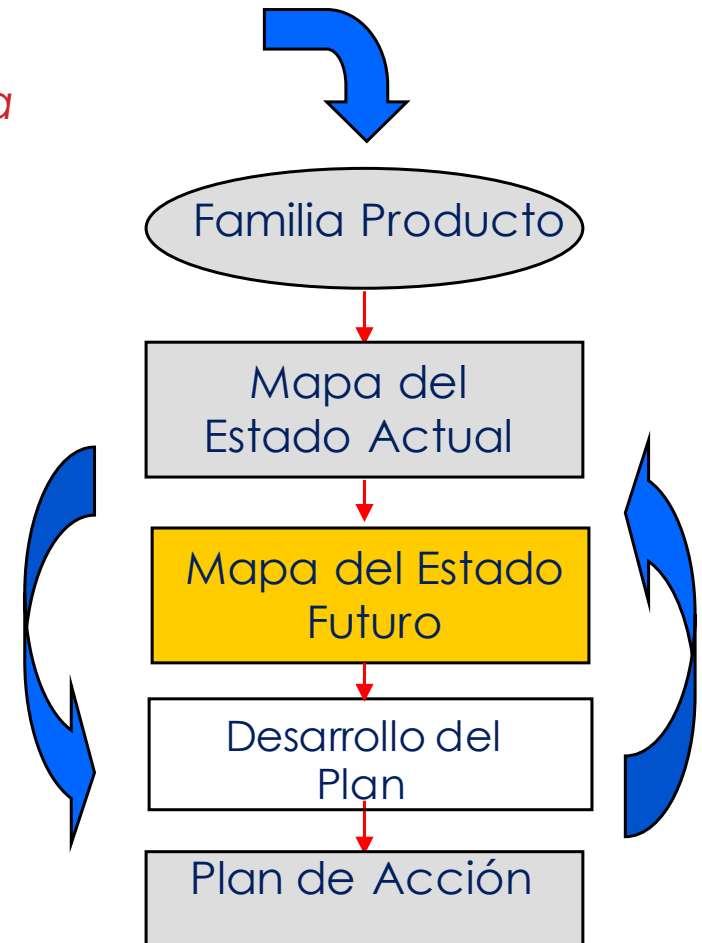 a
Familia Producto
Mapa del
Estado Actual
Mapa del Estado
Futuro
Desarrollo del
Plan
Plan de Acción